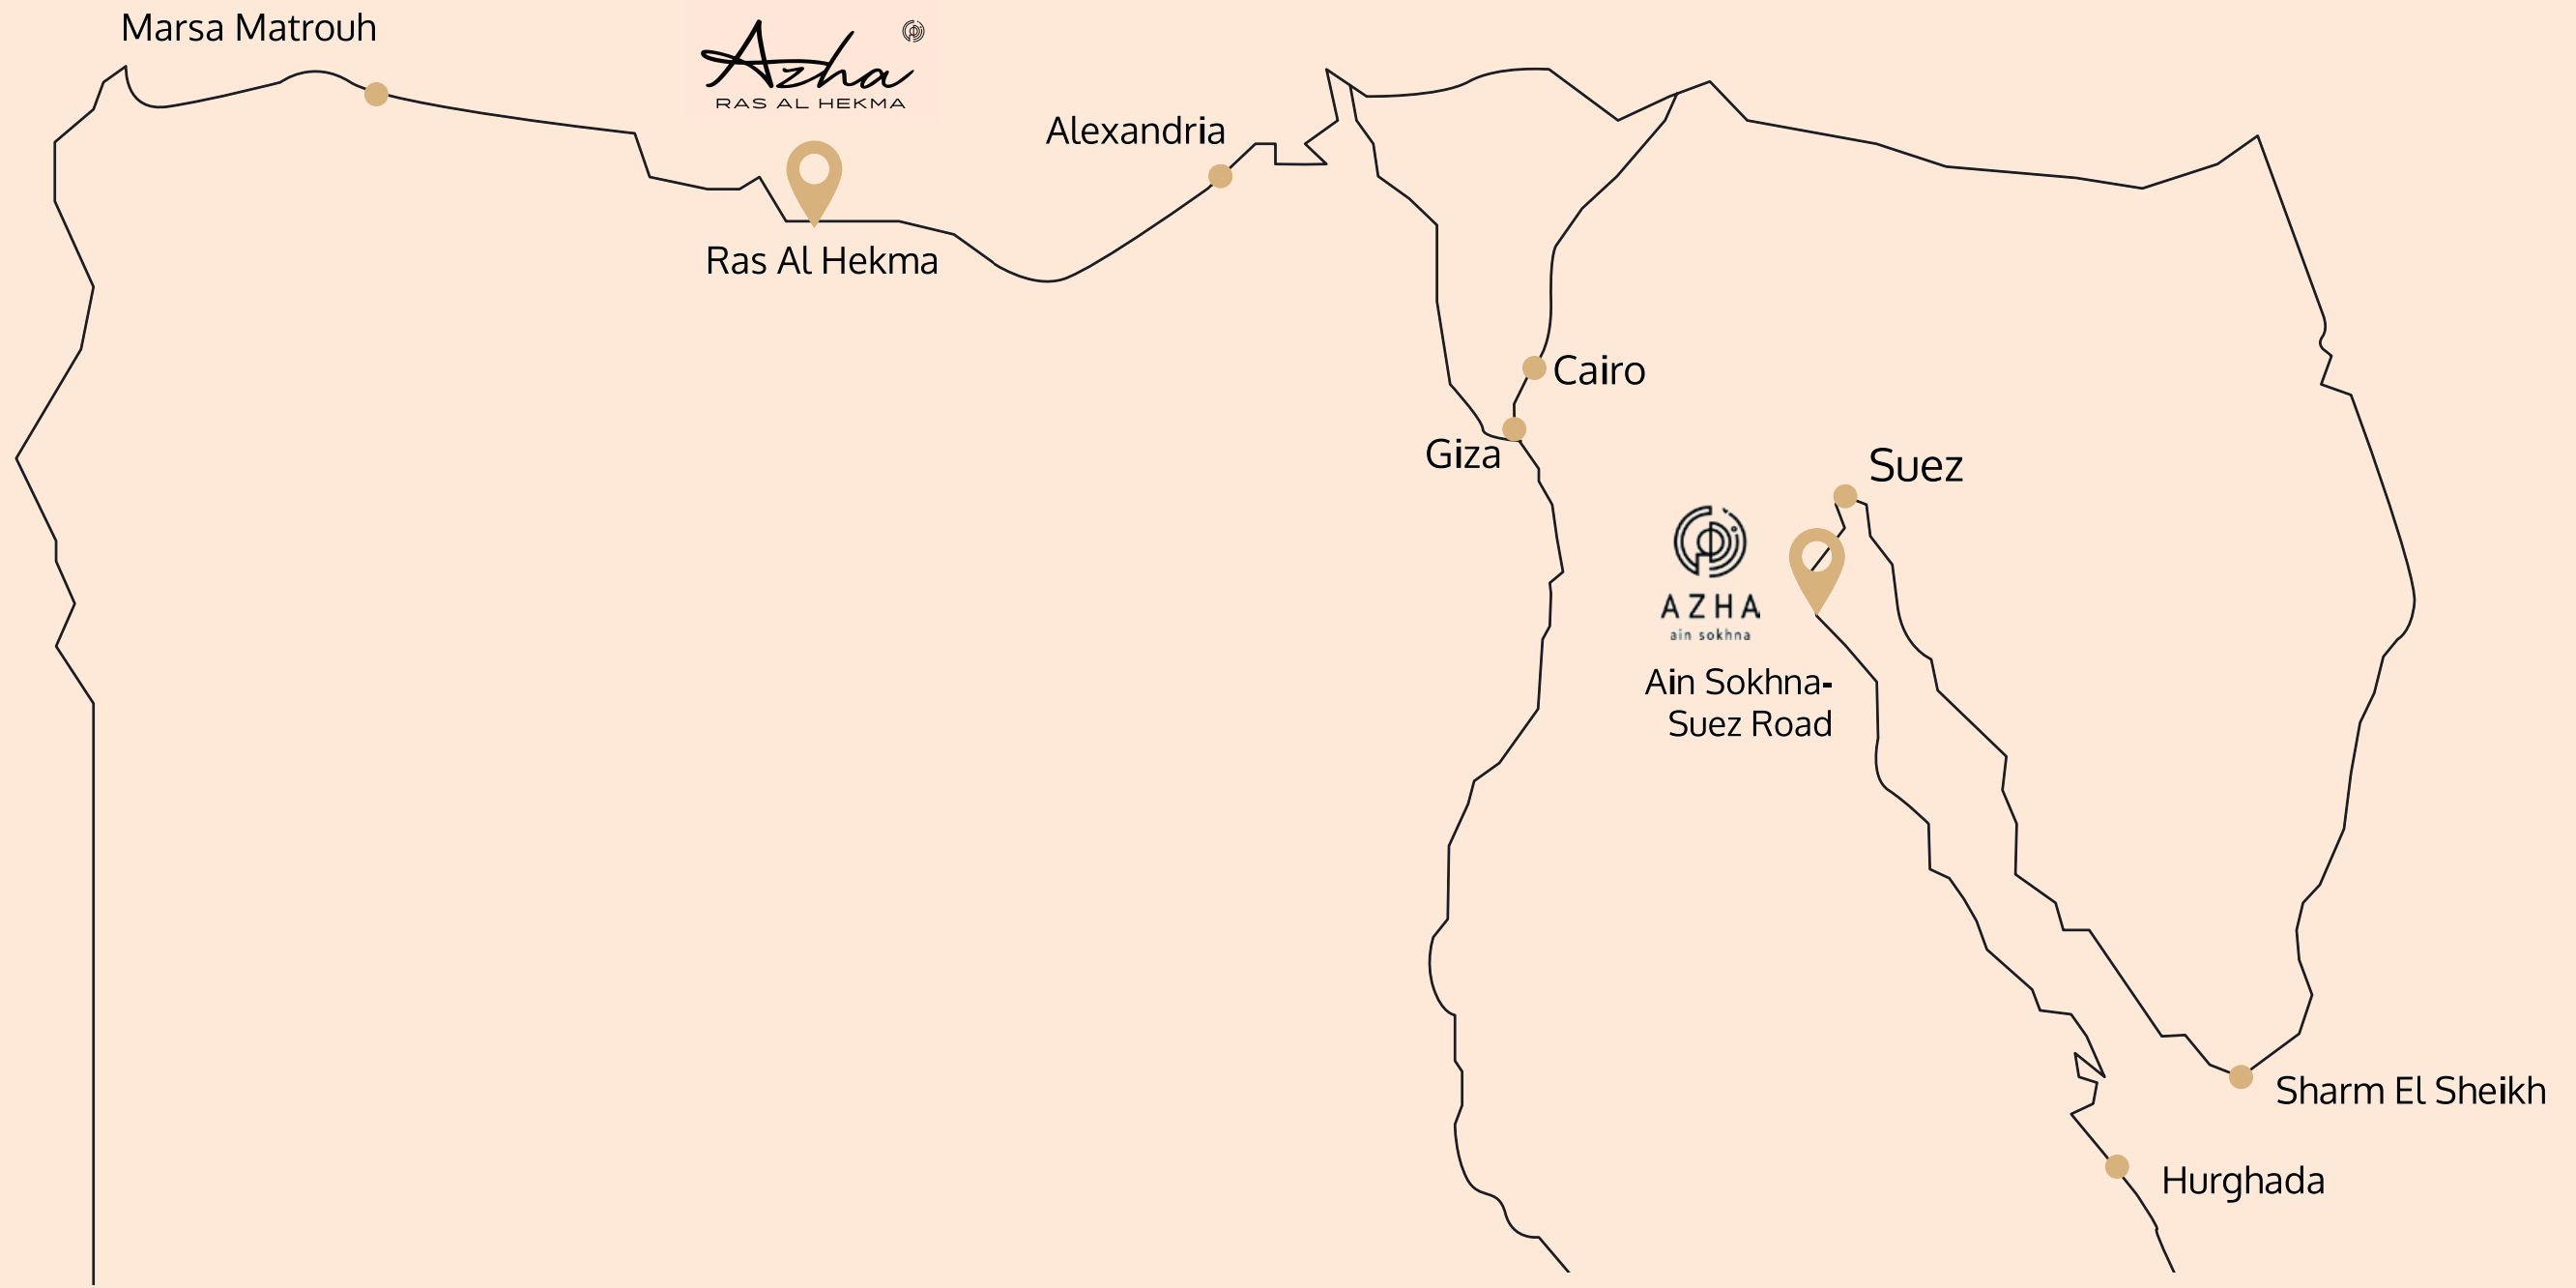 Marsa Matrouh
Azha
RAS AL HEKMA
Alexandria
Ras Al Hekma
Cairo
Giza
Suez
AZHA
ain sokhna
Ain Sokhna-
Suez Road
Sharm El Sheikh
Hurghada